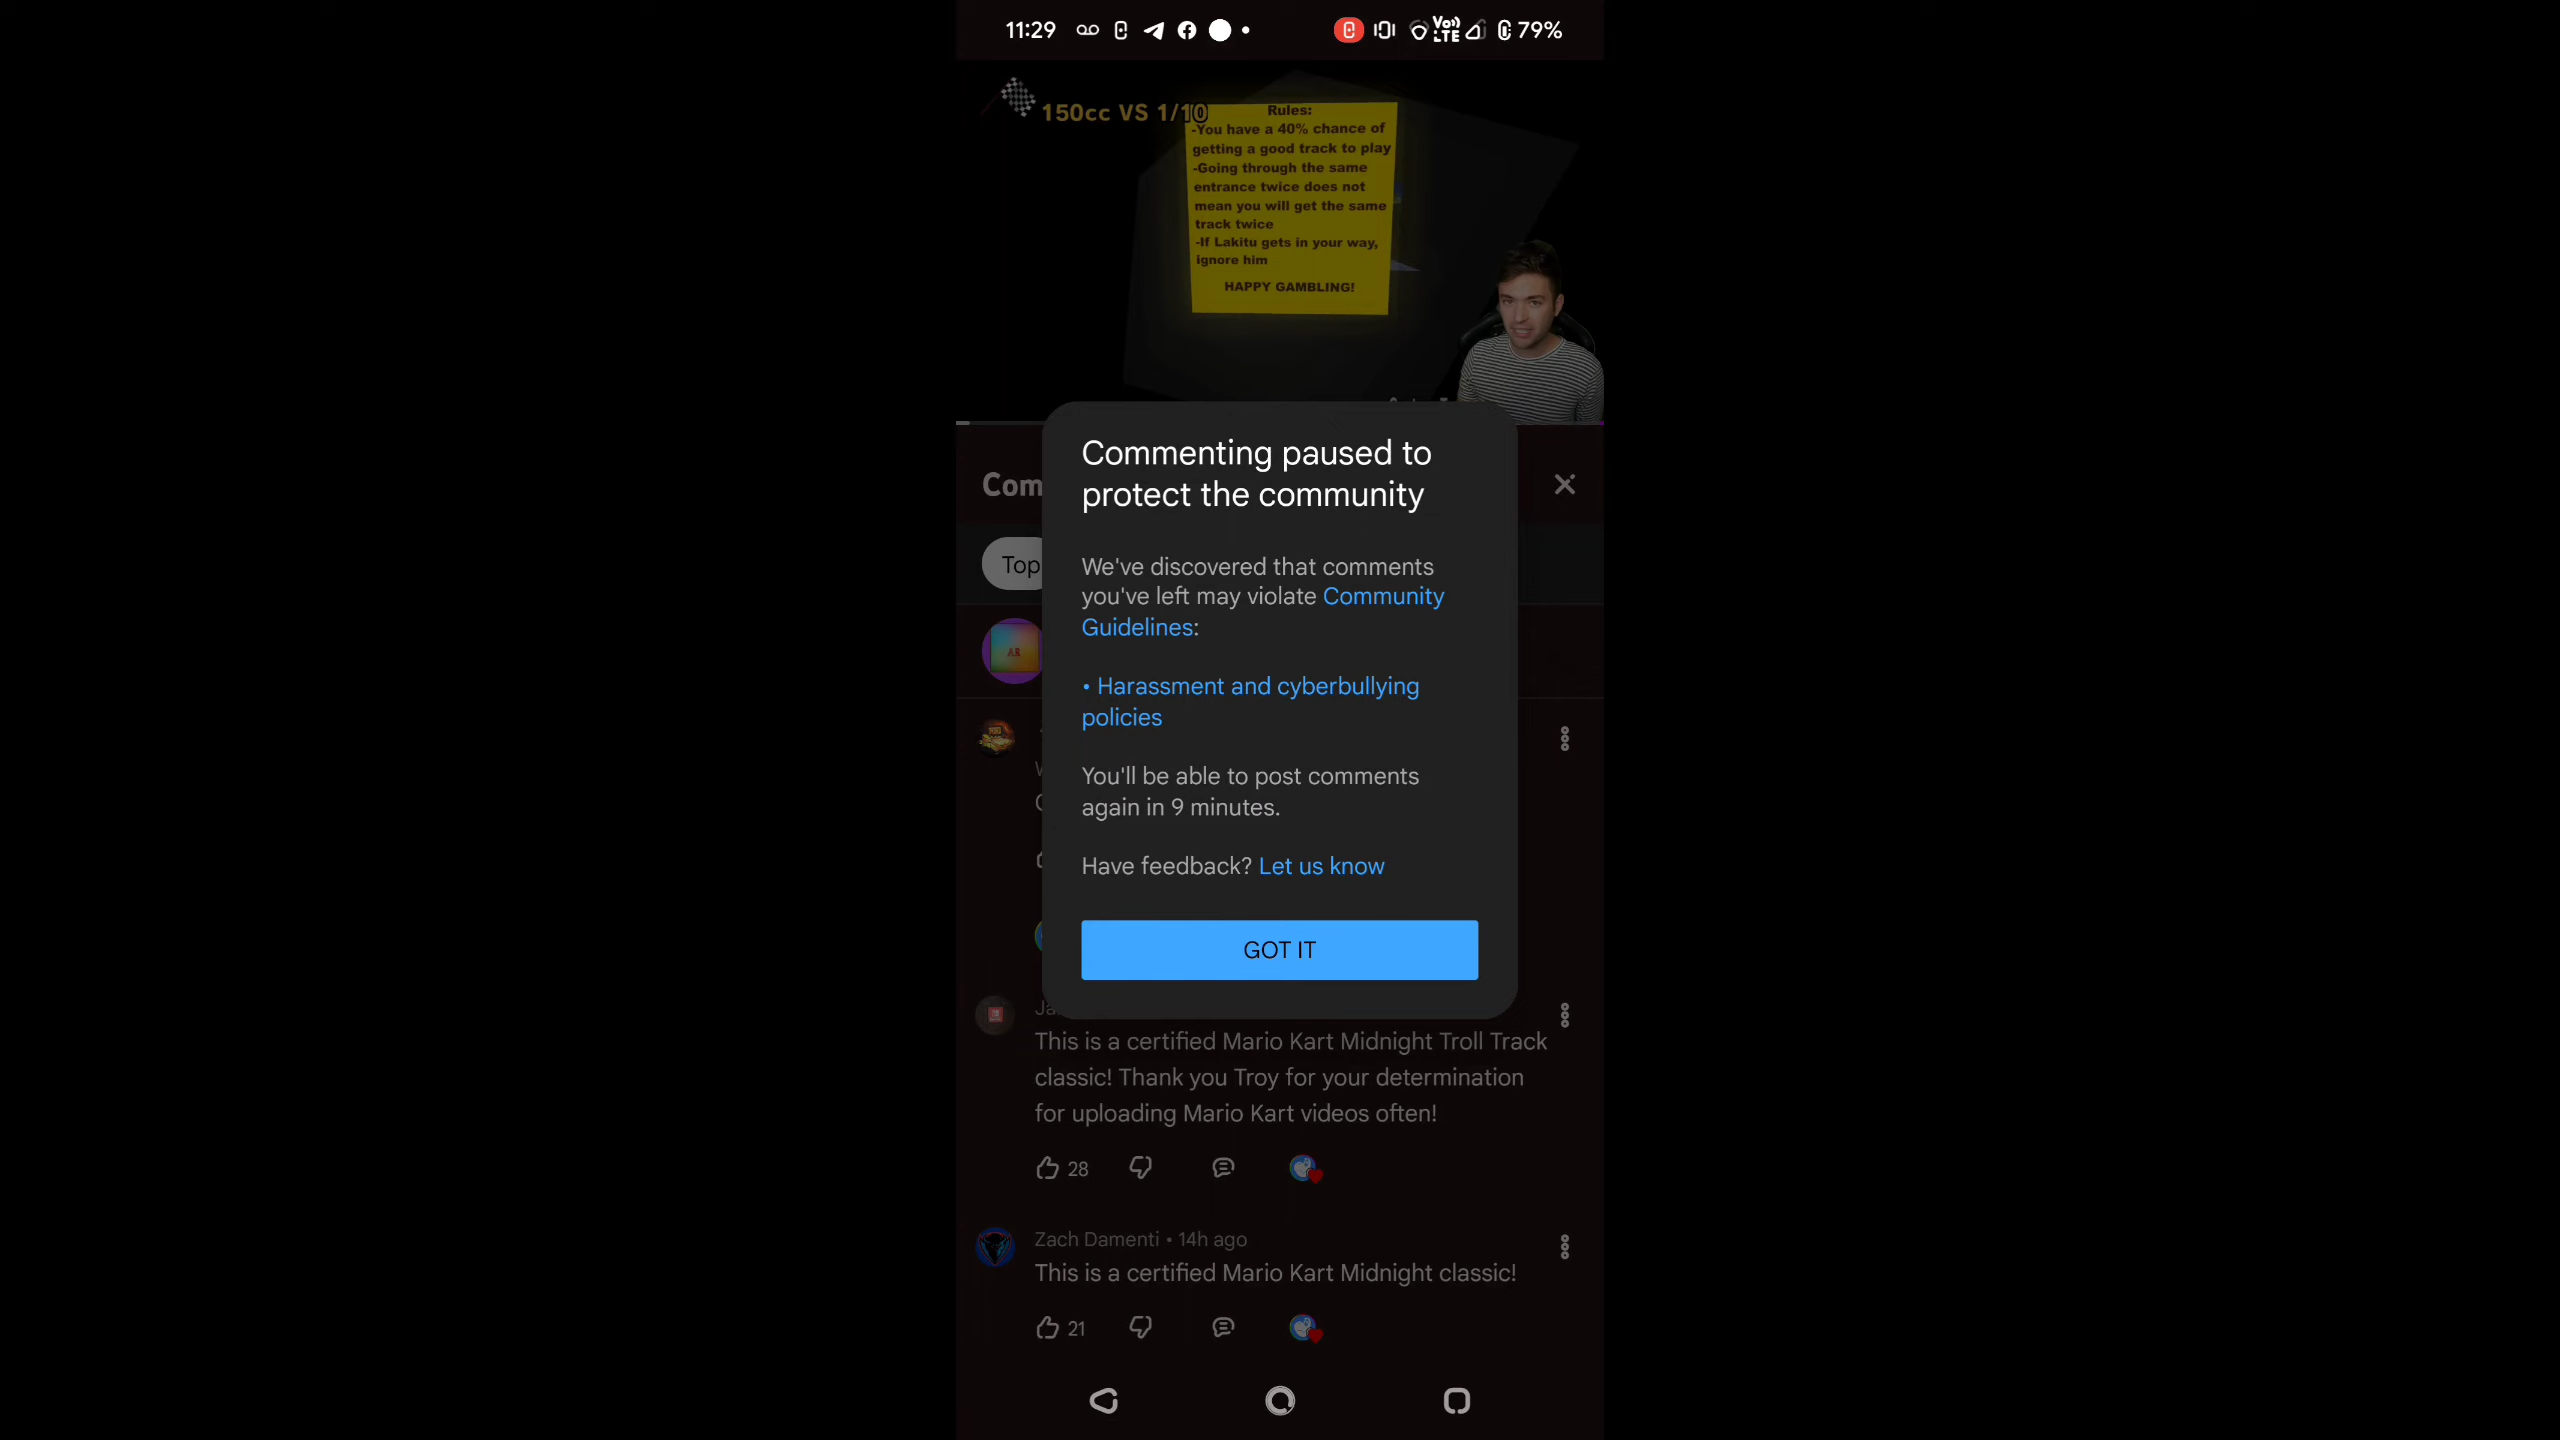 11:29
Vo))
LTE
79%
150cc VS 1/10
Rules:
-You have a 40% chance of
getting a good track to play
-Going through the same
entrance twice does not
mean you will get the same
track twice
-If Lakitu gets in your way,
ignore him
HAPPY GAMBLING!
Commenting paused to
protect the community
Com
Top
We've discovered that comments
you've left may violate Community
Guidelines:
AR
• Harassment and cyberbullying
policies
You'll be able to post comments
again in 9 minutes.
Have feedback? Let us know
GOT IT
This is a certified Mario Kart Midnight Troll Track
classic! Thank you Troy for your determination
for uploading Mario Kart videos often!
28
Zach Damenti • 14h ago
This is a certified Mario Kart Midnight classic!
21